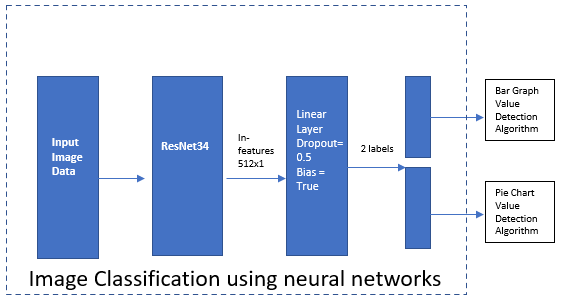 Input
Image
Data
ResNet34
In-
features
512x1
Linear
Layer
Dropout=
0.5
Bias =
True
2 labels
Bar Graph
Value
Detection
Algorithm
Pie Chart
Value
Detection
Algorithm
Image Classification using neural networks